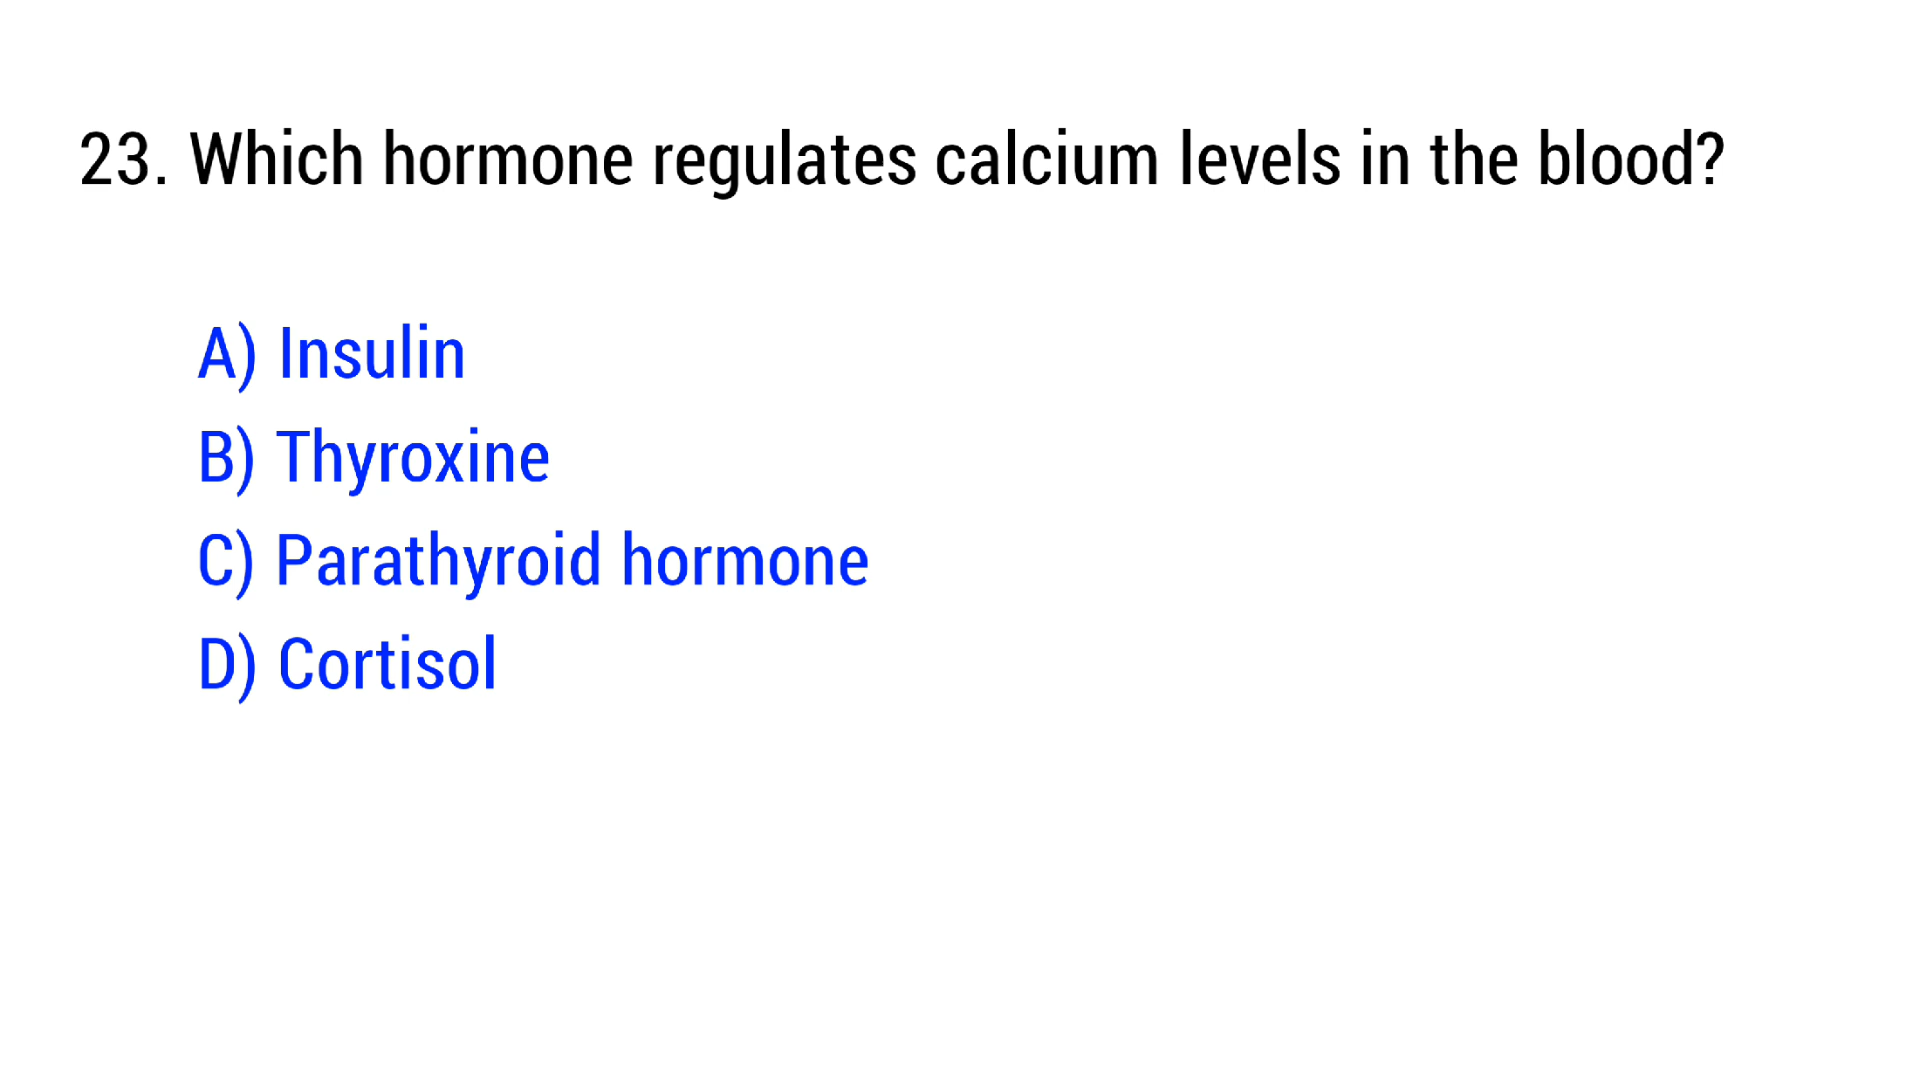 23. Which hormone regulates calcium levels in the blood?
A) Insulin
B) Thyroxine
C) Parathyroid hormone
D) Cortisol